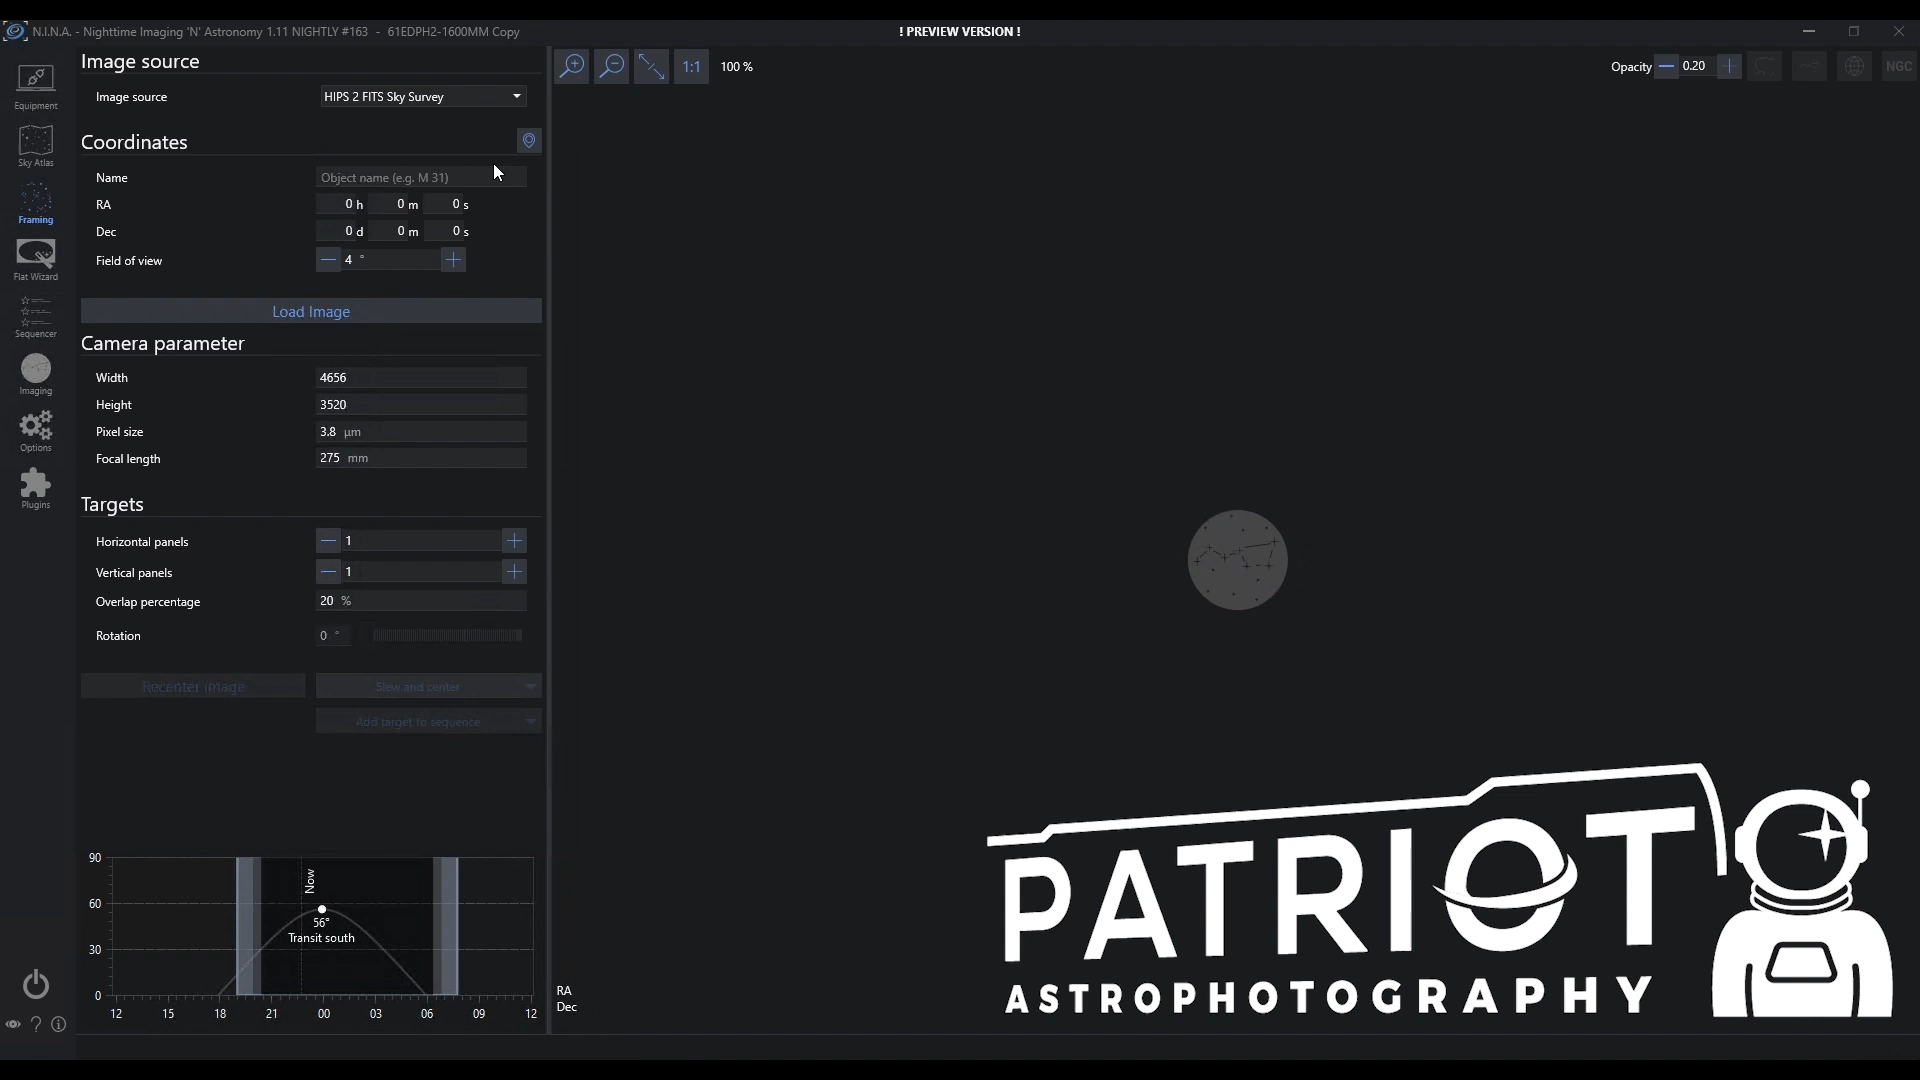 N.I.N.A. - Nighttime Imaging 'N' Astronomy 1.11 NIGHTLY #163 - 61EDPH2-1600MM Copy
! PREVIEW VERSION !
Equipment
Sky Atlas
Framing
Flat Wizard
Sequencer
Imaging
Options
Plugins
Image source
Image source HIPS 2 FITS Sky Survey
Coordinates
Name Object name (e.g. M 31)
RA 0 h 0 m 0 s
Dec 0 d 0 m 0 s
Field of view 4 °
Load Image
Camera parameter
Width 4656
Height 3520
Pixel size 3.8 µm
Focal length 275 mm
Targets
Horizontal panels 1
Vertical panels 1
Overlap percentage 20 %
Rotation 0 °
Recenter Image Slew and center
Add target to sequence
90
60
30
0
Now
56°
Transit south
12 15 18 21 00 03 06 09 12
1:1 100 %
Opacity 0.20 NGC
RA
Dec
PATRIOT
ASTROPHOTOGRAPHY